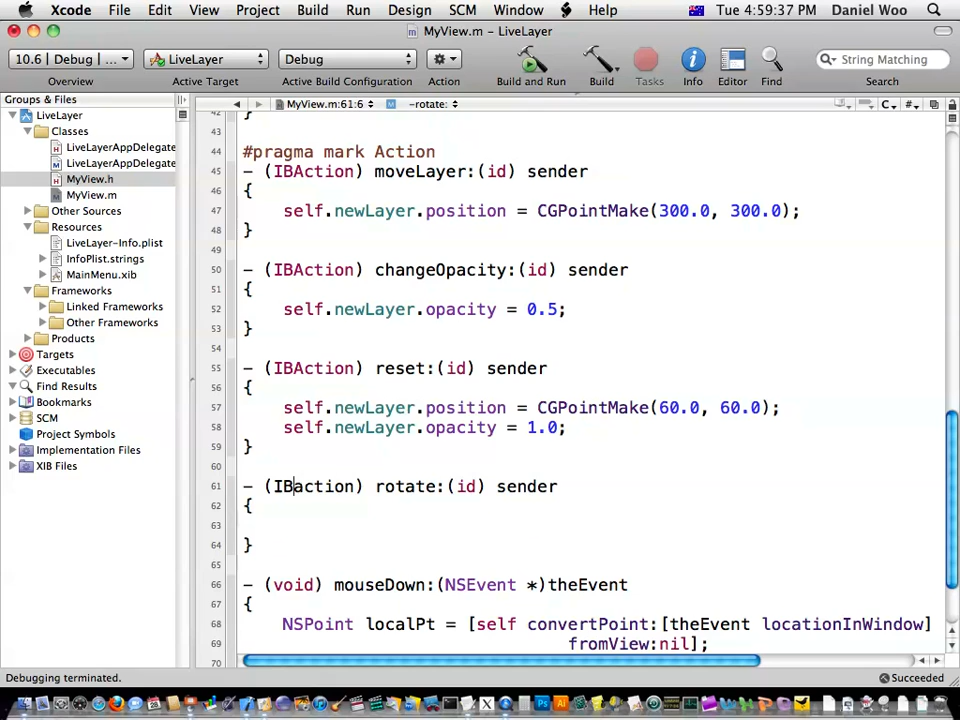 Xcode File Edit View Project Build Run Design SCM Window Help Tue 4:59:37 PM Daniel Woo
MyView.m – LiveLayer
10.6 | Debug | ... LiveLayer Debug String Matching
Overview Active Target Active Build Configuration Action Build and Run Build Tasks Info Editor Find Search
Groups & Files
MyView.m:61:6 -rotate: C #
LiveLayer
Classes
LiveLayerAppDelegate
LiveLayerAppDelegate
MyView.h
MyView.m
Other Sources
Resources
LiveLayer-Info.plist
InfoPlist.strings
MainMenu.xib
Frameworks
Linked Frameworks
Other Frameworks
Products
Targets
Executables
Find Results
Bookmarks
SCM
Project Symbols
Implementation Files
XIB Files
42 }
43
44 #pragma mark Action
45 - (IBAction) moveLayer:(id) sender
46 {
47 self.newLayer.position = CGPointMake(300.0, 300.0);
48 }
49
50 - (IBAction) changeOpacity:(id) sender
51 {
52 self.newLayer.opacity = 0.5;
53 }
54
55 - (IBAction) reset:(id) sender
56 {
57 self.newLayer.position = CGPointMake(60.0, 60.0);
58 self.newLayer.opacity = 1.0;
59 }
60
61 - (IBaction) rotate:(id) sender
62 {
63
64 }
65
66 - (void) mouseDown:(NSEvent *)theEvent
67 {
68 NSPoint localPt = [self convertPoint:[theEvent locationInWindow]
69 fromView:nil];
70
Debugging terminated. Succeeded